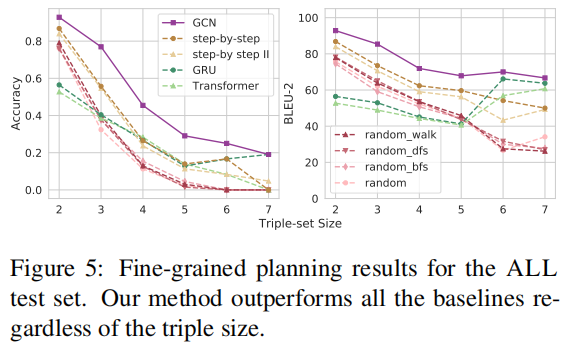 GCN
step-by-step
step-by step II
GRU
Transformer
Accuracy
0.8
0.6
0.4
0.2
0.0
2 3 4 5 6 7
BLEU-2
100
80
60
40
20
0
random_walk
random_dfs
random_bfs
random
2 3 4 5 6 7
Triple-set Size
Figure 5: Fine-grained planning results for the ALL
test set. Our method outperforms all the baselines re-
gardless of the triple size.